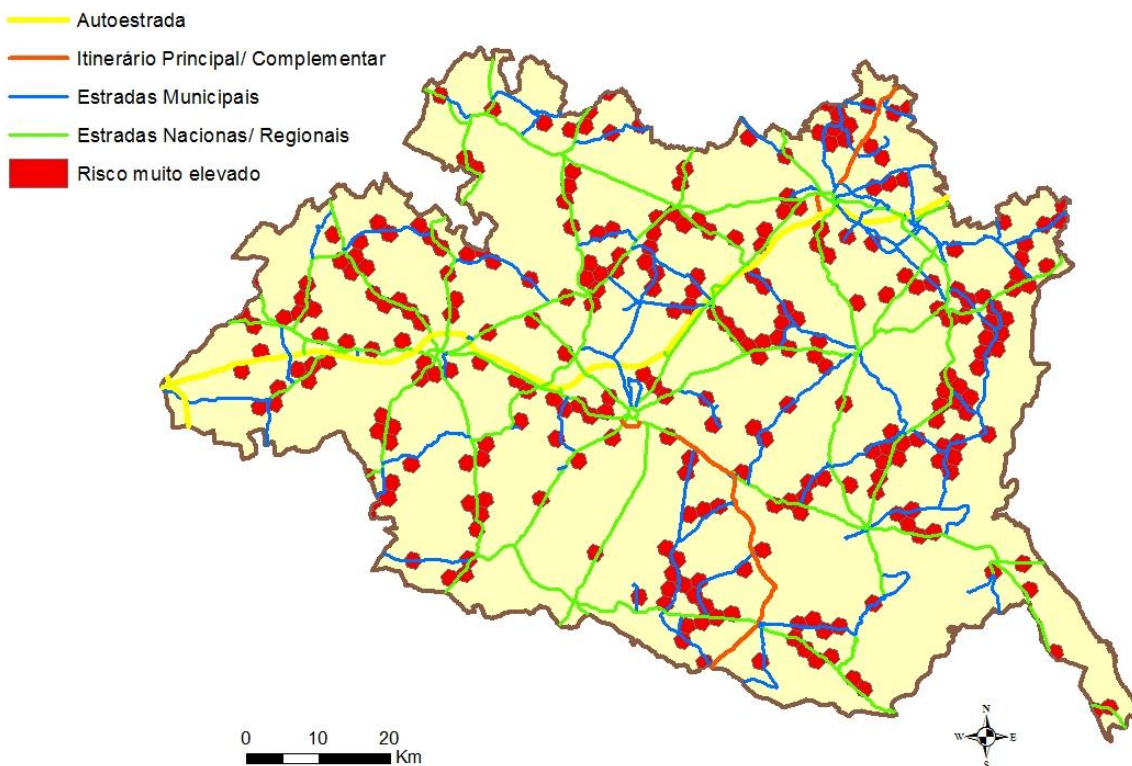 Autoestrada
Itinerário Principal/ Complementar
Estradas Municipais
Estradas Nacionas/ Regionais
Risco muito elevado
0 10 20
Km
N
W E
S